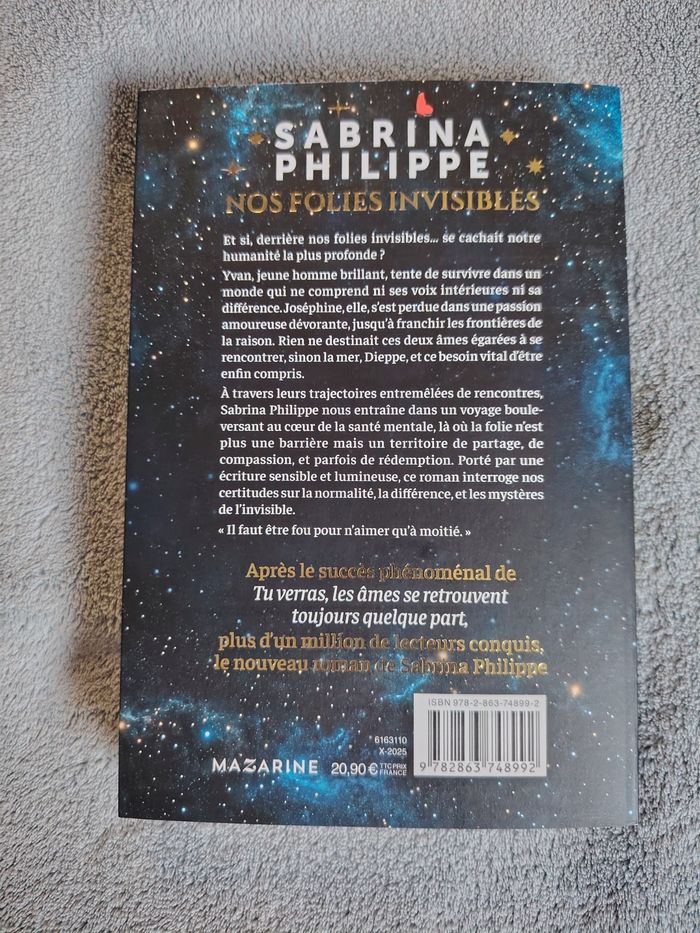 SABRINA
PHILIPPE
NOS FOLIES INVISIBLES
Et si, derrière nos folies invisibles... se cachait notre
humanité la plus profonde ?
Yvan, jeune homme brillant, tente de survivre dans un
monde qui ne comprend ni ses voix intérieures ni sa
différence. Joséphine, elle, s'est perdue dans une passion
amoureuse dévorante, jusqu'à franchir les frontières de
la raison. Rien ne destinait ces deux âmes égarées à se
rencontrer, sinon la mer, Dieppe, et ce besoin vital d'être
enfin compris.
À travers leurs trajectoires entremêlées de rencontres,
Sabrina Philippe nous entraîne dans un voyage boule-
versant au cœur de la santé mentale, là où la folie n'est
plus une barrière mais un territoire de partage, de
compassion, et parfois de rédemption. Porté par une
écriture sensible et lumineuse, ce roman interroge nos
certitudes sur la normalité, la différence, et les mystères
de l'invisible.
« Il faut être fou pour n'aimer qu'à moitié. »
Après le succès phénoménal de
Tu verras, les âmes se retrouvent
toujours quelque part,
plus d'un million de lecteurs conquis,
le nouveau roman de Sabrina Philippe
ISBN 978-2-863-74899-2
6163110
X-2025
MAZARINE 20,90 € TTC PRIX
FRANCE
9 782863 748992